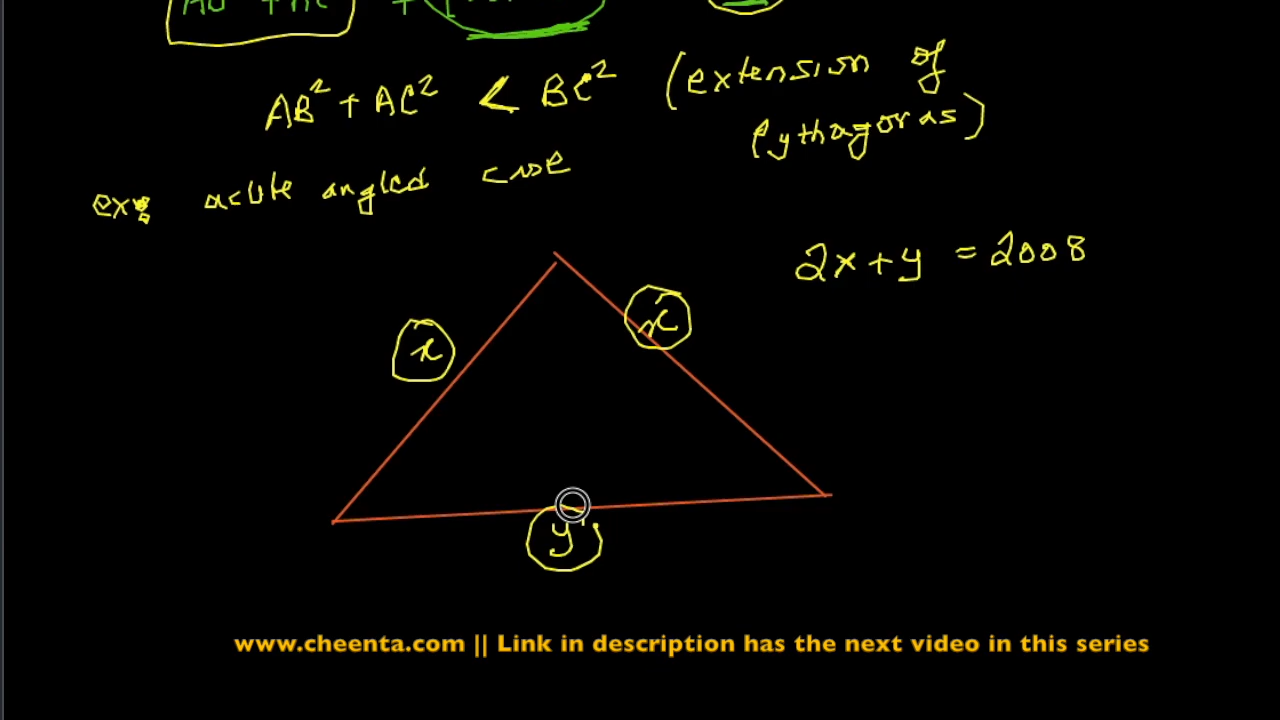 AB² + AC² < BC² (extension of
Pythagoras)
ex: acute angled case
2x + y = 2008
x
x
y
www.cheenta.com || Link in description has the next video in this series